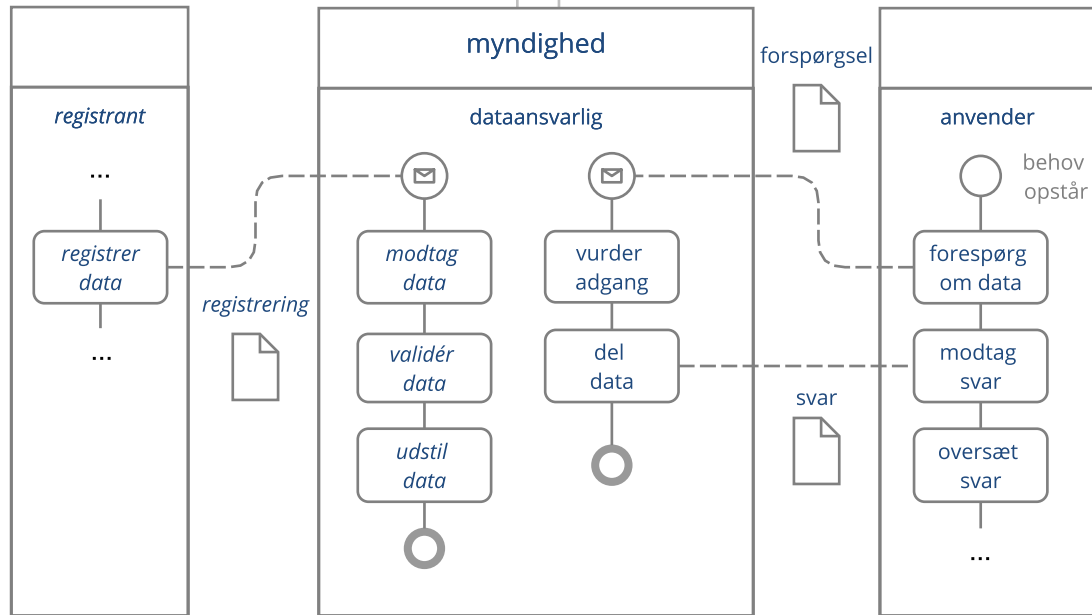 myndighed
forspørgsel
registrant
dataansvarlig
anvender
...
behov
opstår
registrer
data
modtag
data
vurder
adgang
forespørg
om data
registrering
validér
data
del
data
modtag
svar
...
svar
udstil
data
oversæt
svar
...